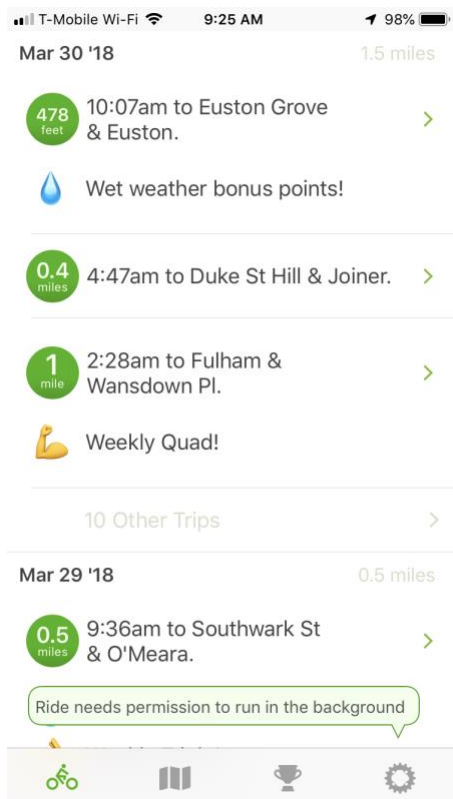 T-Mobile Wi-Fi 9:25 AM 98%
Mar 30 '18 1.5 miles
478
feet
10:07am to Euston Grove
& Euston.
Wet weather bonus points!
0.4
miles
4:47am to Duke St Hill & Joiner.
1
mile
2:28am to Fulham &
Wansdown Pl.
Weekly Quad!
10 Other Trips
Mar 29 '18 0.5 miles
0.5
miles
9:36am to Southwark St
& O'Meara.
Ride needs permission to run in the background